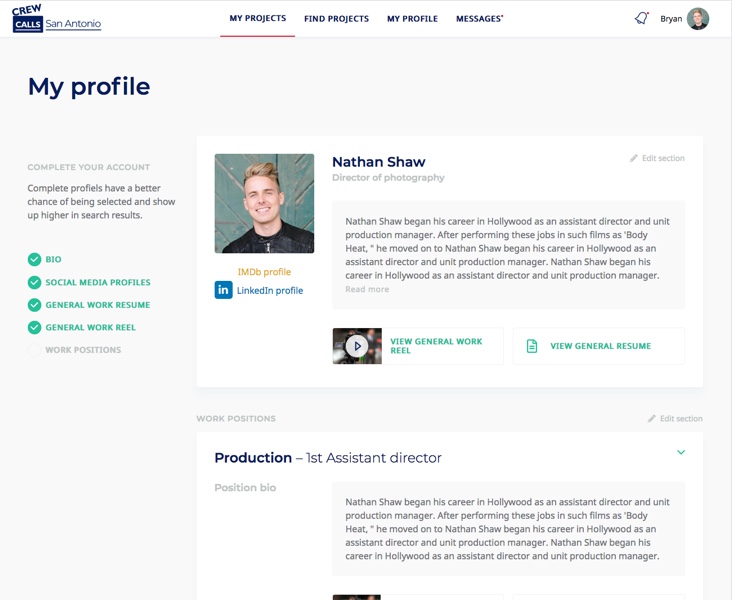 CREW
CALLS San Antonio
MY PROJECTS FIND PROJECTS MY PROFILE MESSAGES
Bryan
My profile
COMPLETE YOUR ACCOUNT
Complete profiels have a better
chance of being selected and show
up higher in search results.
BIO
SOCIAL MEDIA PROFILES
GENERAL WORK RESUME
GENERAL WORK REEL
WORK POSITIONS
Nathan Shaw
Edit section
Director of photography
Nathan Shaw began his career in Hollywood as an assistant director and unit
production manager. After performing these jobs in such films as 'Body
Heat, " he moved on to Nathan Shaw began his career in Hollywood as an
assistant director and unit production manager. Nathan Shaw began his
career in Hollywood as an assistant director and unit production manager.
Read more
IMDb profile
in LinkedIn profile
VIEW GENERAL WORK
REEL
VIEW GENERAL RESUME
WORK POSITIONS
Edit section
Production – 1st Assistant director
Position bio
Nathan Shaw began his career in Hollywood as an assistant director and unit
production manager. After performing these jobs in such films as 'Body
Heat, " he moved on to Nathan Shaw began his career in Hollywood as an
assistant director and unit production manager. Nathan Shaw began his
career in Hollywood as an assistant director and unit production manager.